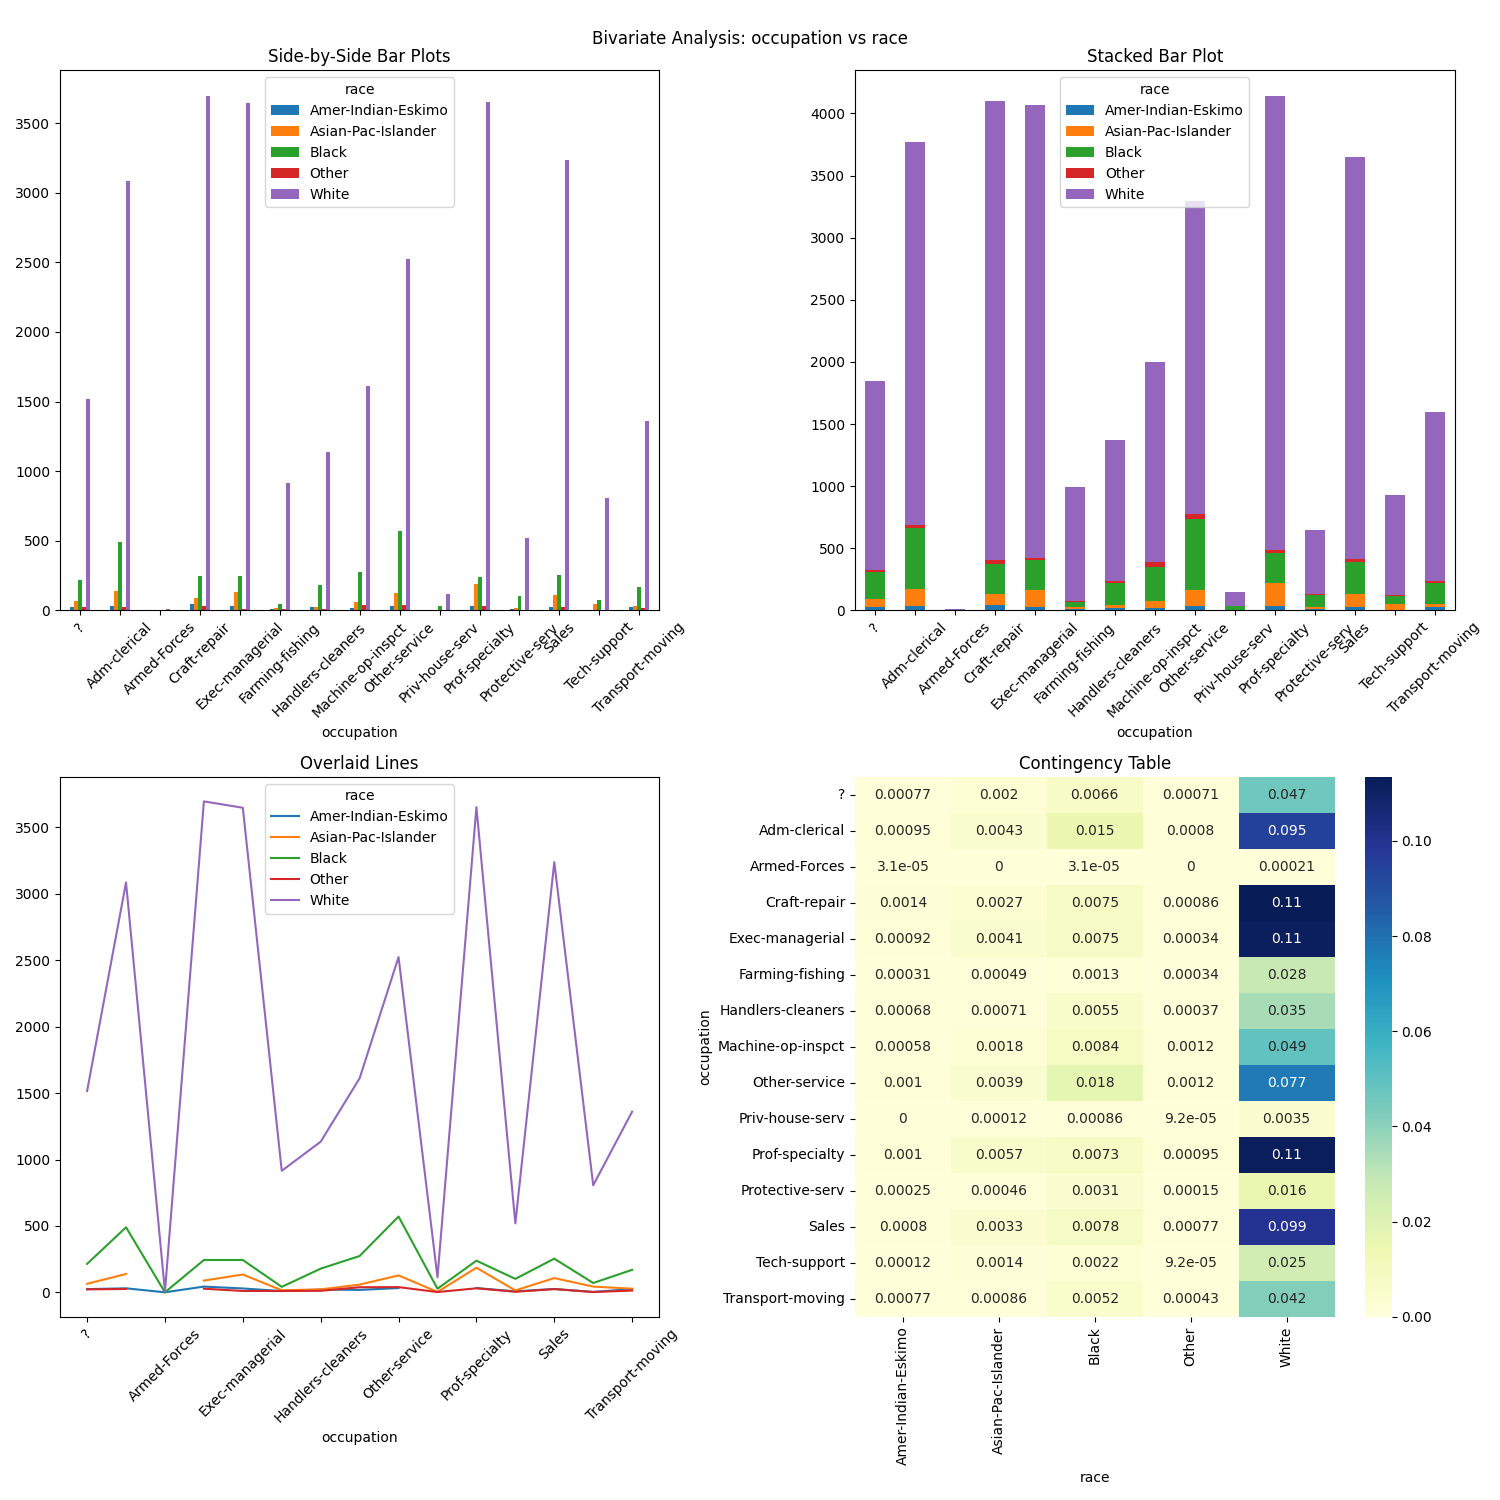 Bivariate Analysis: occupation vs race
Side-by-Side Bar Plots
race
Amer-Indian-Eskimo
Asian-Pac-Islander
Black
Other
White
3500
3000
2500
2000
1500
1000
500
0
?
Adm-clerical
Armed-Forces
Craft-repair
Exec-managerial
Farming-fishing
Handlers-cleaners
Machine-op-inspct
Other-service
Priv-house-serv
Prof-specialty
Protective-serv
Sales
Tech-support
Transport-moving
occupation
Stacked Bar Plot
race
Amer-Indian-Eskimo
Asian-Pac-Islander
Black
Other
White
4000
3500
3000
2500
2000
1500
1000
500
0
?
Adm-clerical
Armed-Forces
Craft-repair
Exec-managerial
Farming-fishing
Handlers-cleaners
Machine-op-inspct
Other-service
Priv-house-serv
Prof-specialty
Protective-serv
Sales
Tech-support
Transport-moving
occupation
Overlaid Lines
race
Amer-Indian-Eskimo
Asian-Pac-Islander
Black
Other
White
3500
3000
2500
2000
1500
1000
500
0
?
Armed-Forces
Exec-managerial
Handlers-cleaners
Other-service
Prof-specialty
Sales
Transport-moving
occupation
Contingency Table
occupation
? 0.00077 0.002 0.0066 0.00071 0.047
Adm-clerical 0.00095 0.0043 0.015 0.0008 0.095
Armed-Forces 3.1e-05 0 3.1e-05 0 0.00021
Craft-repair 0.0014 0.0027 0.0075 0.00086 0.11
Exec-managerial 0.00092 0.0041 0.0075 0.00034 0.11
Farming-fishing 0.00031 0.00049 0.0013 0.00034 0.028
Handlers-cleaners 0.00068 0.00071 0.0055 0.00037 0.035
Machine-op-inspct 0.00058 0.0018 0.0084 0.0012 0.049
Other-service 0.001 0.0039 0.018 0.0012 0.077
Priv-house-serv 0 0.00012 0.00086 9.2e-05 0.0035
Prof-specialty 0.001 0.0057 0.0073 0.00095 0.11
Protective-serv 0.00025 0.00046 0.0031 0.00015 0.016
Sales 0.0008 0.0033 0.0078 0.00077 0.099
Tech-support 0.00012 0.0014 0.0022 9.2e-05 0.025
Transport-moving 0.00077 0.00086 0.0052 0.00043 0.042
Amer-Indian-Eskimo
Asian-Pac-Islander
Black
Other
White
race
0.10
0.08
0.06
0.04
0.02
0.00